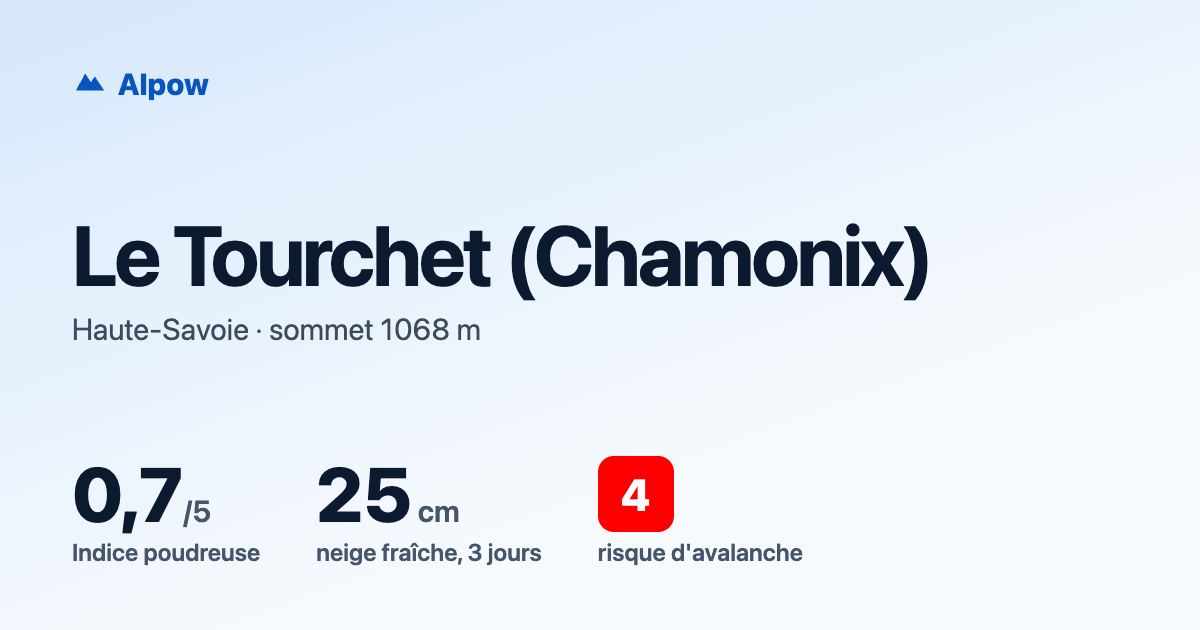 Alpow
Le Tourchet (Chamonix)
Haute-Savoie · sommet 1068 m
0,7/5
Indice poudreuse
25 cm
neige fraîche, 3 jours
4
risque d'avalanche